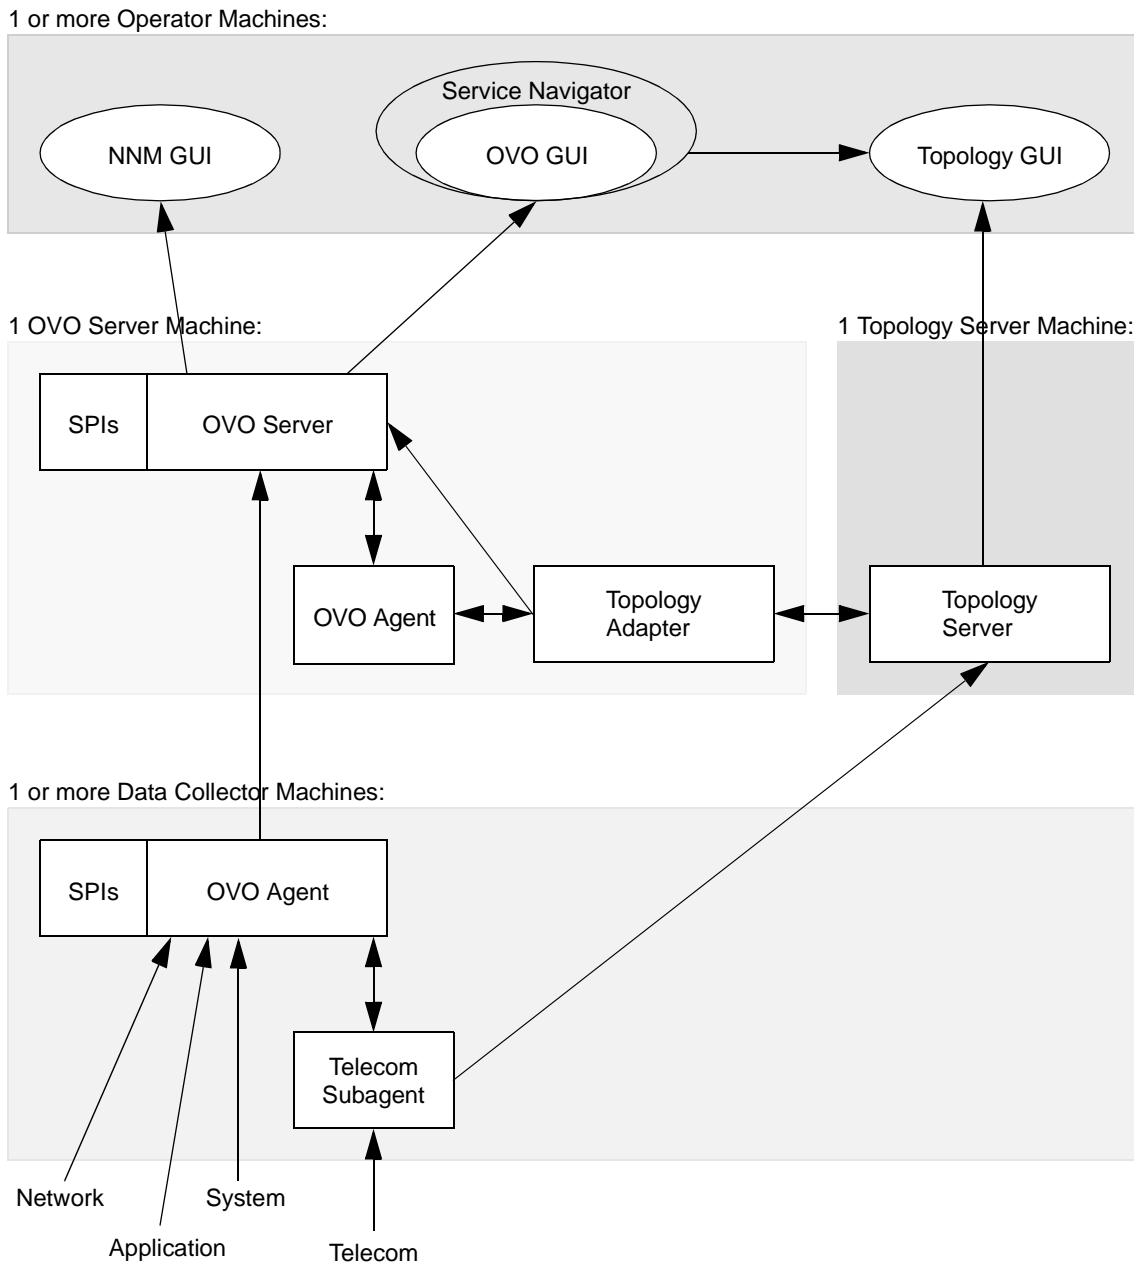 1 or more Operator Machines:
Service Navigator
NNM GUI
OVO GUI
Topology GUI
1 OVO Server Machine:
1 Topology Server Machine:
SPIs
OVO Server
OVO Agent
Topology
Adapter
Topology
Server
1 or more Data Collector Machines:
SPIs
OVO Agent
Telecom
Subagent
Network
System
Application
Telecom